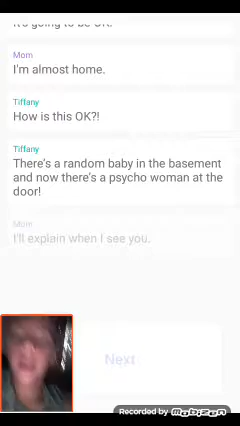 It's going to be OK.
Mom
I'm almost home.
Tiffany
How is this OK?!
Tiffany
There's a random baby in the basement
and now there's a psycho woman at the
door!
Mom
I'll explain when I see you.
Next
Recorded by mobizen